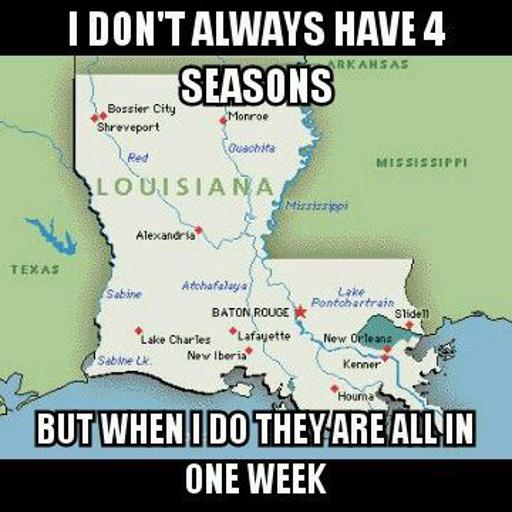 I DON'T ALWAYS HAVE 4
ARKANSAS
SEASONS
Bossier City
Monroe
Shreveport
Ouachita
Red
MISSISSIPPI
LOUISIANA
Mississippi
Alexandria
TEXAS
Atchafalaya
Sabine
Lake
Pontchartrain
BATON ROUGE
Slidell
Lake Charles
Lafayette
New Orleans
New Iberia
Sabine Lk.
Kenner
Houma
BUT WHEN I DO THEY ARE ALL IN
ONE WEEK